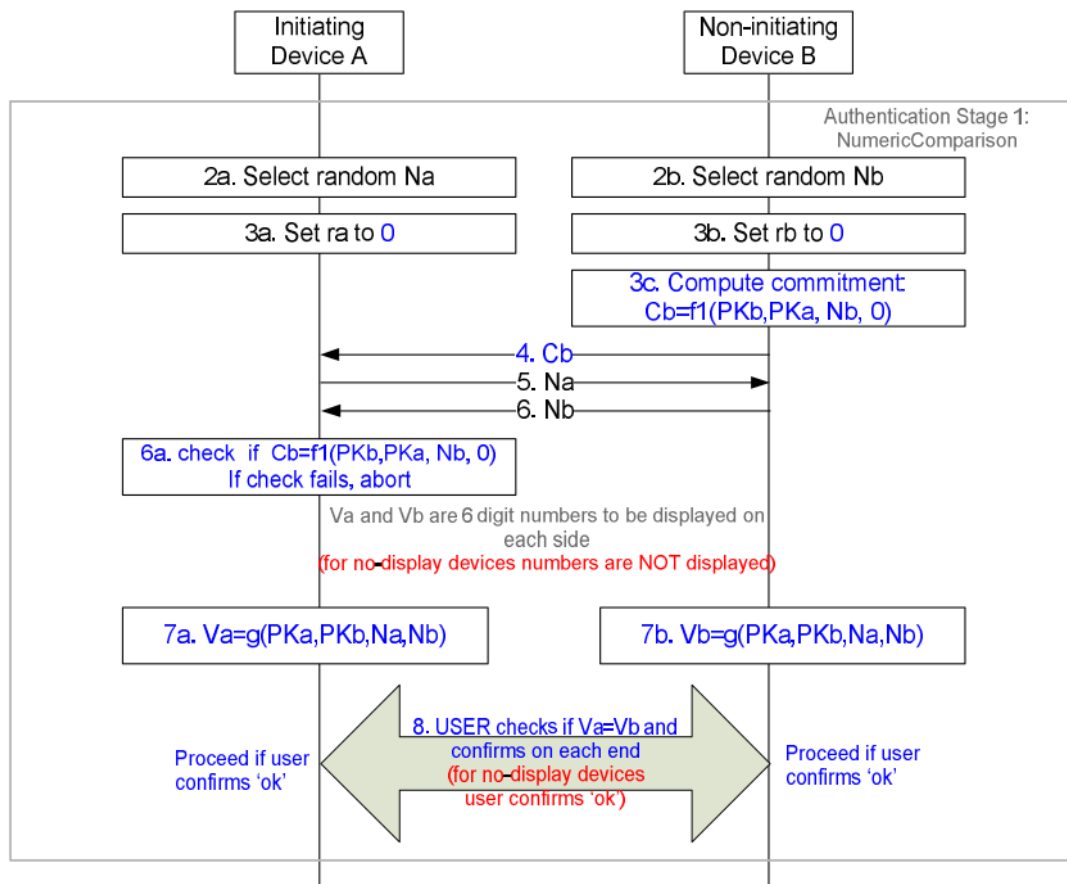 Initiating
Device A
Non-initiating
Device B
Authentication Stage 1:
NumericComparison
2a. Select random Na
2b. Select random Nb
3a. Set ra to 0
3b. Set rb to 0
3c. Compute commitment:
Cb=f1(PKb,PKa, Nb, 0)
4. Cb
5. Na
6. Nb
6a. check if Cb=f1(PKb,PKa, Nb, 0)
If check fails, abort
Va and Vb are 6 digit numbers to be displayed on
each side
(for no-display devices numbers are NOT displayed)
7a. Va=g(PKa,PKb,Na,Nb)
7b. Vb=g(PKa,PKb,Na,Nb)
8. USER checks if Va=Vb and
confirms on each end
(for no-display devices
user confirms ‘ok’)
Proceed if user
confirms ‘ok’
Proceed if user
confirms ‘ok’